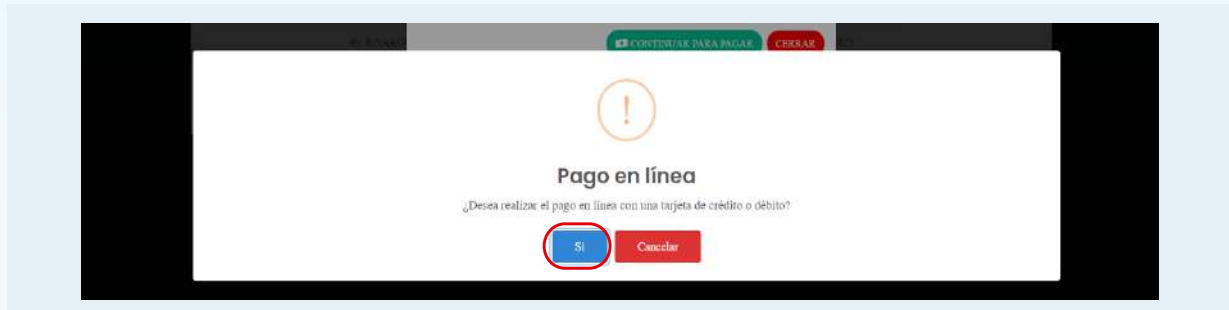 CONTINUAR PARA PAGAR CERRAR
!
Pago en línea
¿Desea realizar el pago en línea con una tarjeta de crédito o débito?
Si Cancelar